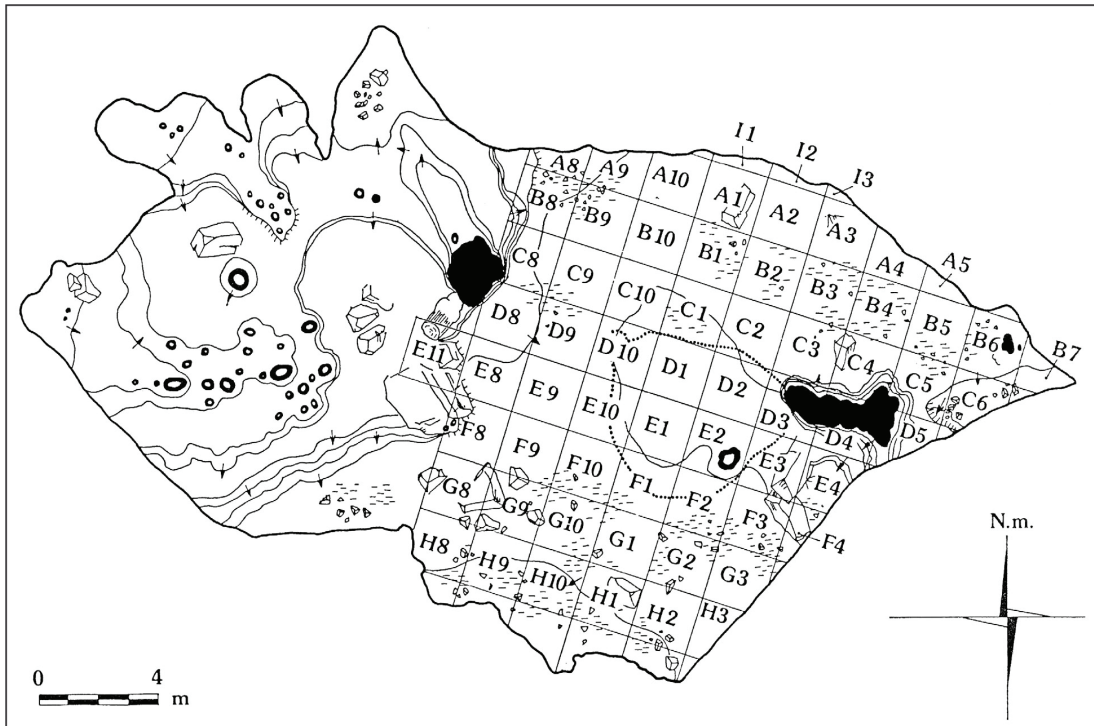 I1 I2 I3
A8 A9 A10 A1 A2 A3 A4 A5
B8 B9 B10 B1 B2 B3 B4 B5 B6 B7
C8 C9 C10 C1 C2 C3 C4 C5 C6
D8 D9 D10 D1 D2 D3 D4 D5
E11 E8 E9 E10 E1 E2 E3 E4
F8 F9 F10 F1 F2 F3 F4
G8 G9 G10 G1 G2 G3
H8 H9 H10 H1 H2 H3
N.m.
0 4
m